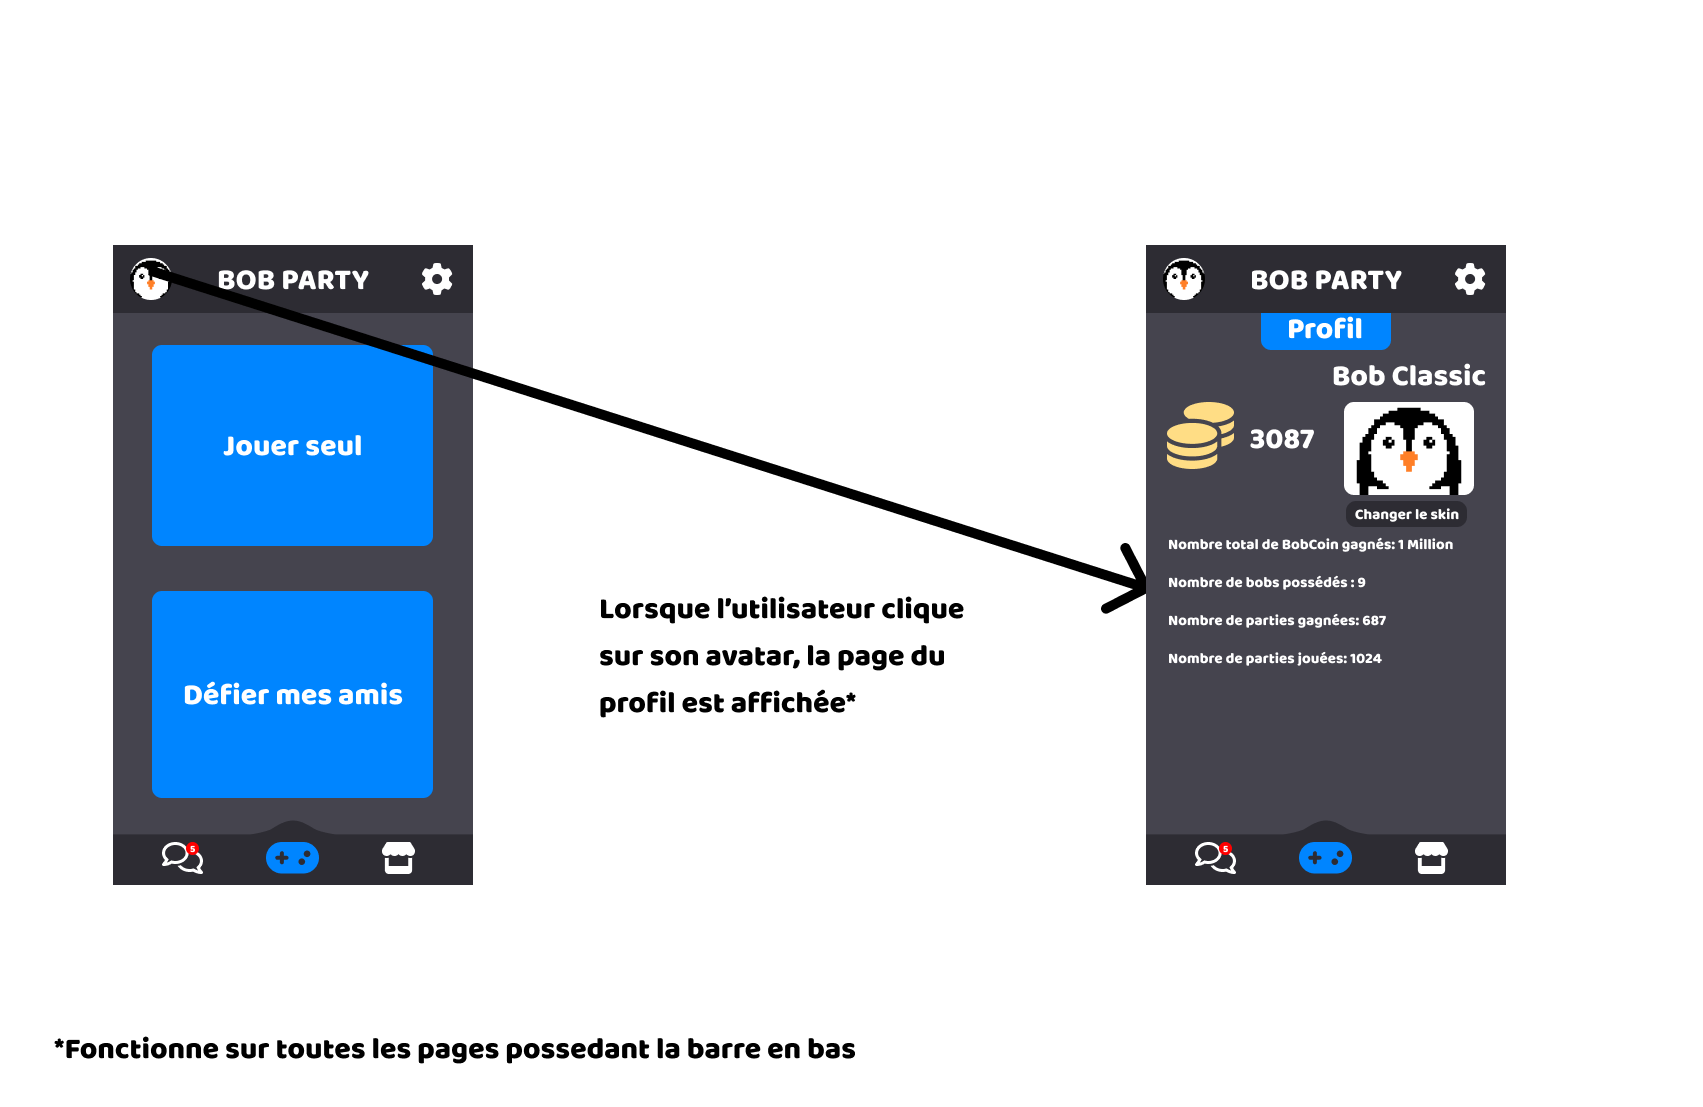 BOB PARTY
Jouer seul
Défier mes amis
5
Lorsque l'utilisateur clique
sur son avatar, la page du
profil est affichée*
BOB PARTY
Profil
Bob Classic
3087
Changer le skin
Nombre total de BobCoin gagnés: 1 Million
Nombre de bobs possédés : 9
Nombre de parties gagnées: 687
Nombre de parties jouées: 1024
5
*Fonctionne sur toutes les pages possedant la barre en bas